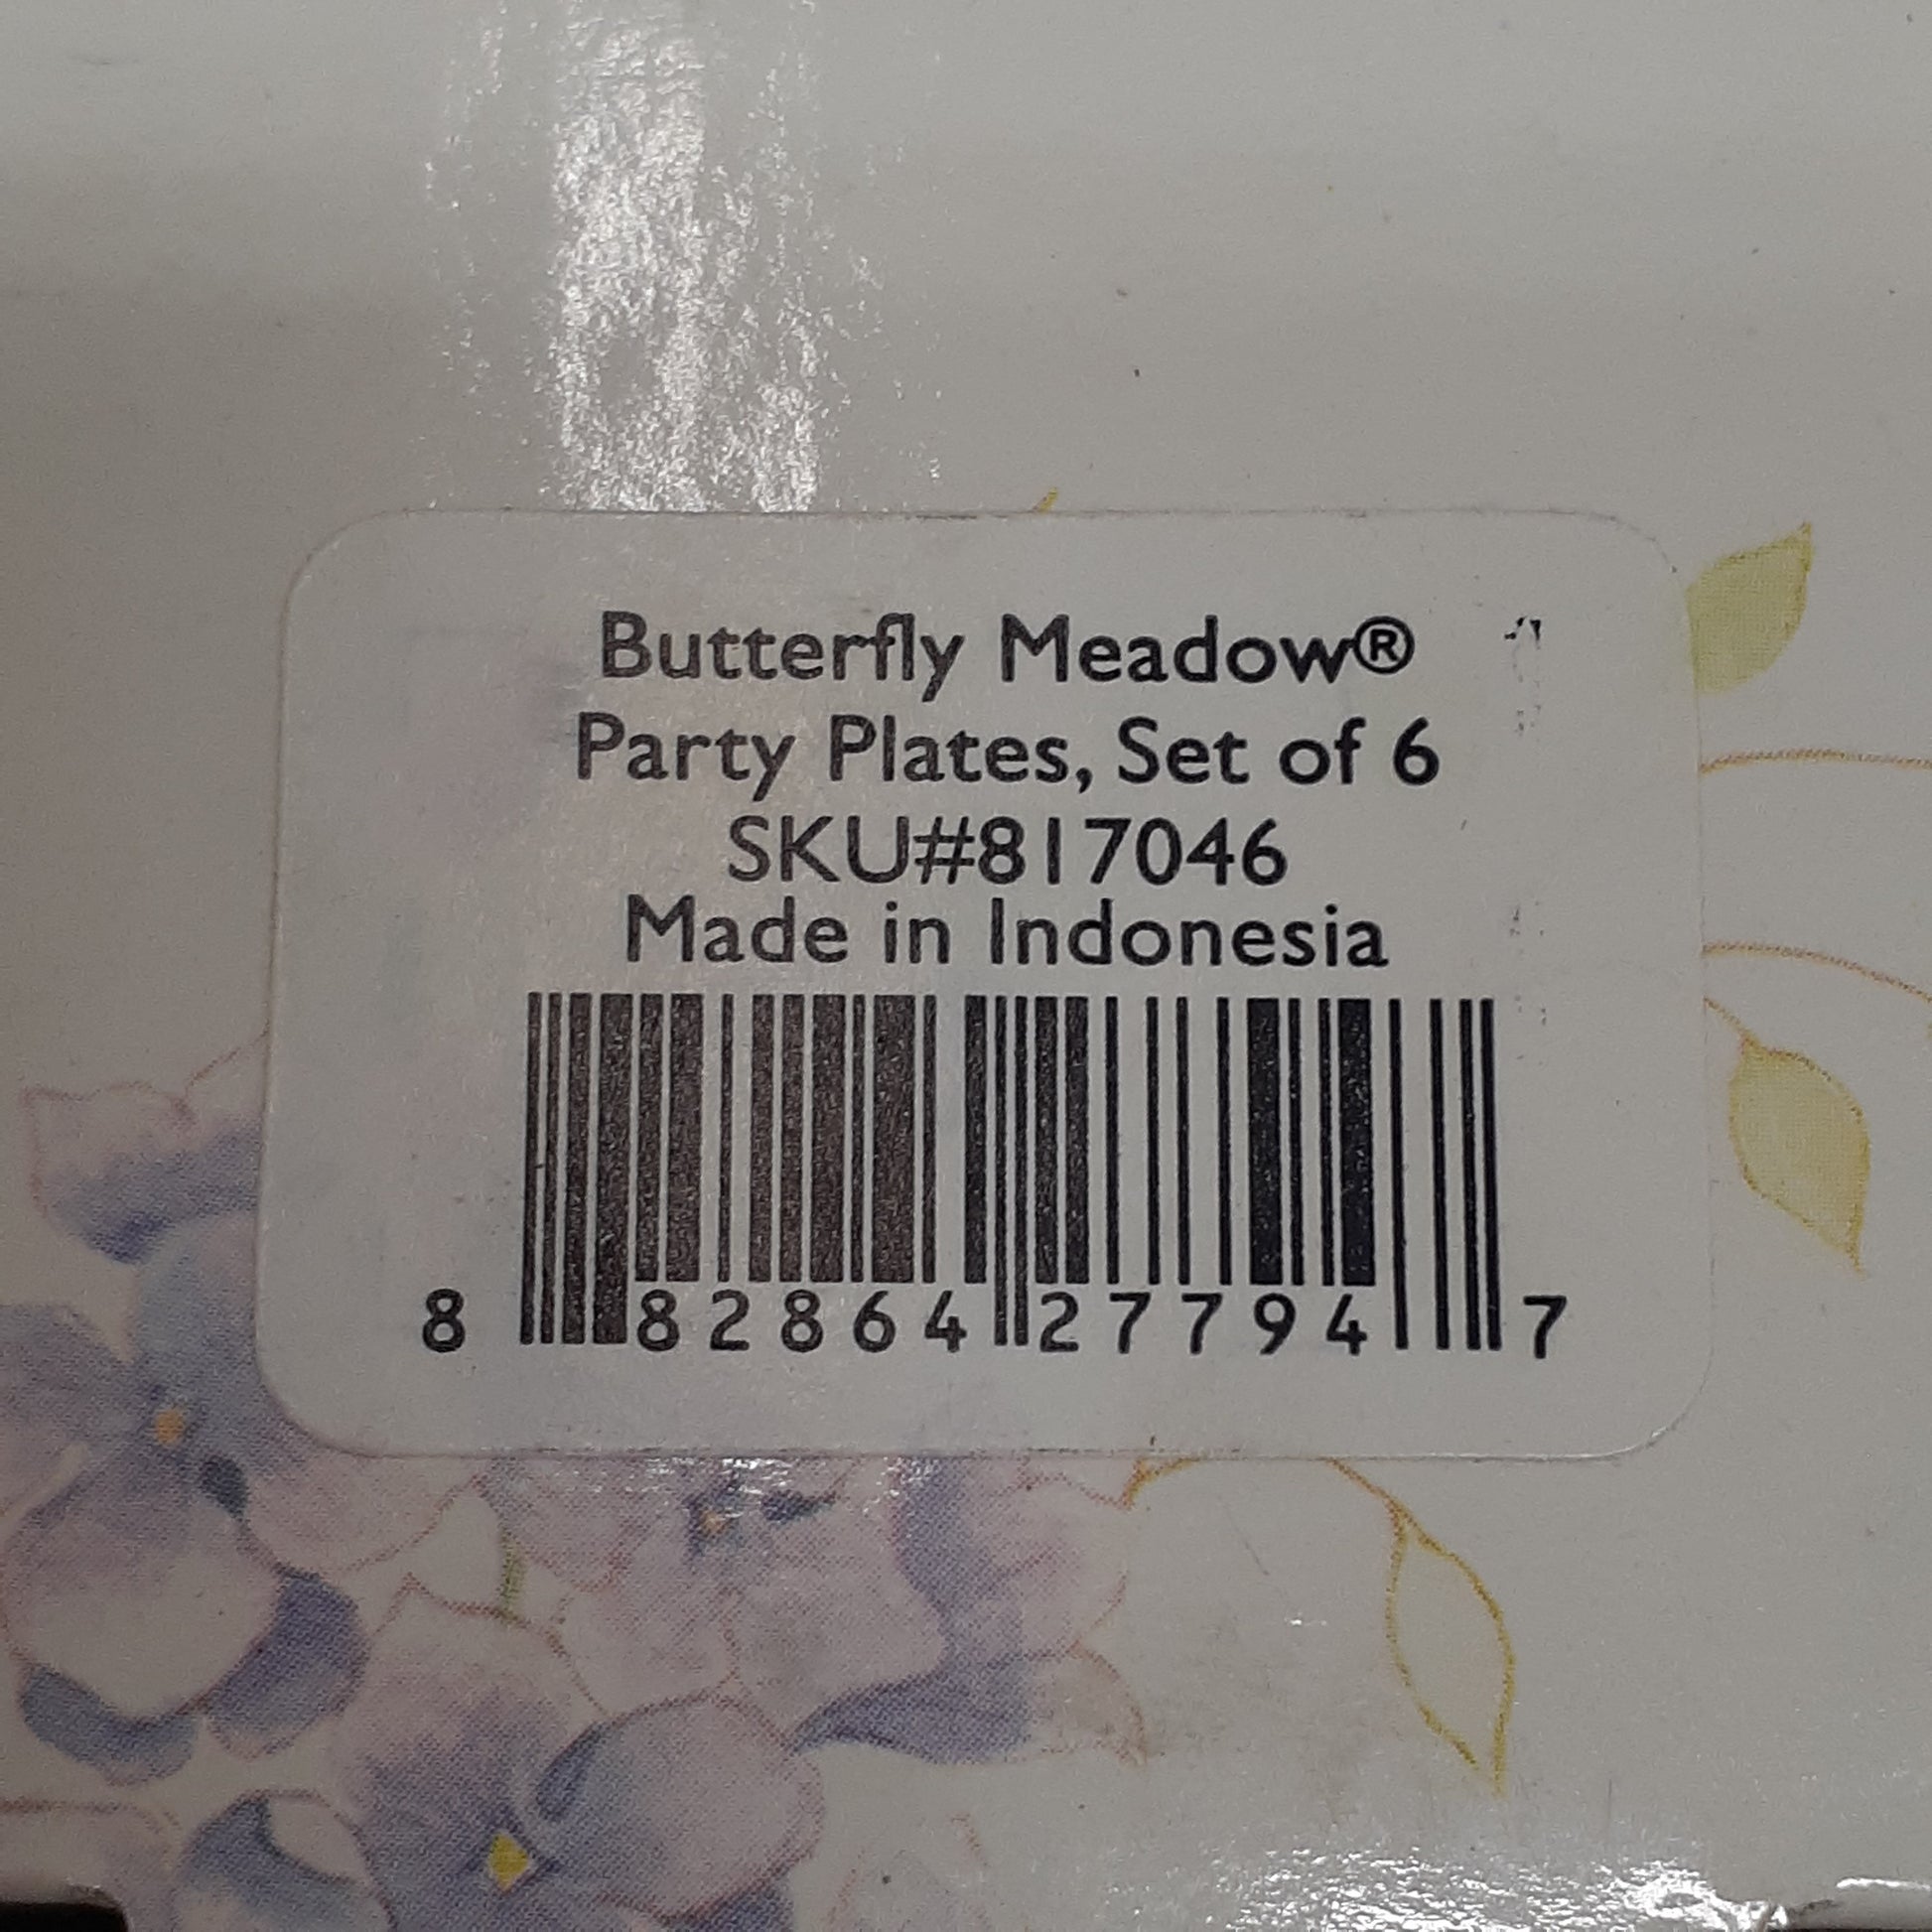 Butterfly Meadow®
Party Plates, Set of 6
SKU#817046
Made in Indonesia
8 82864 27794 7